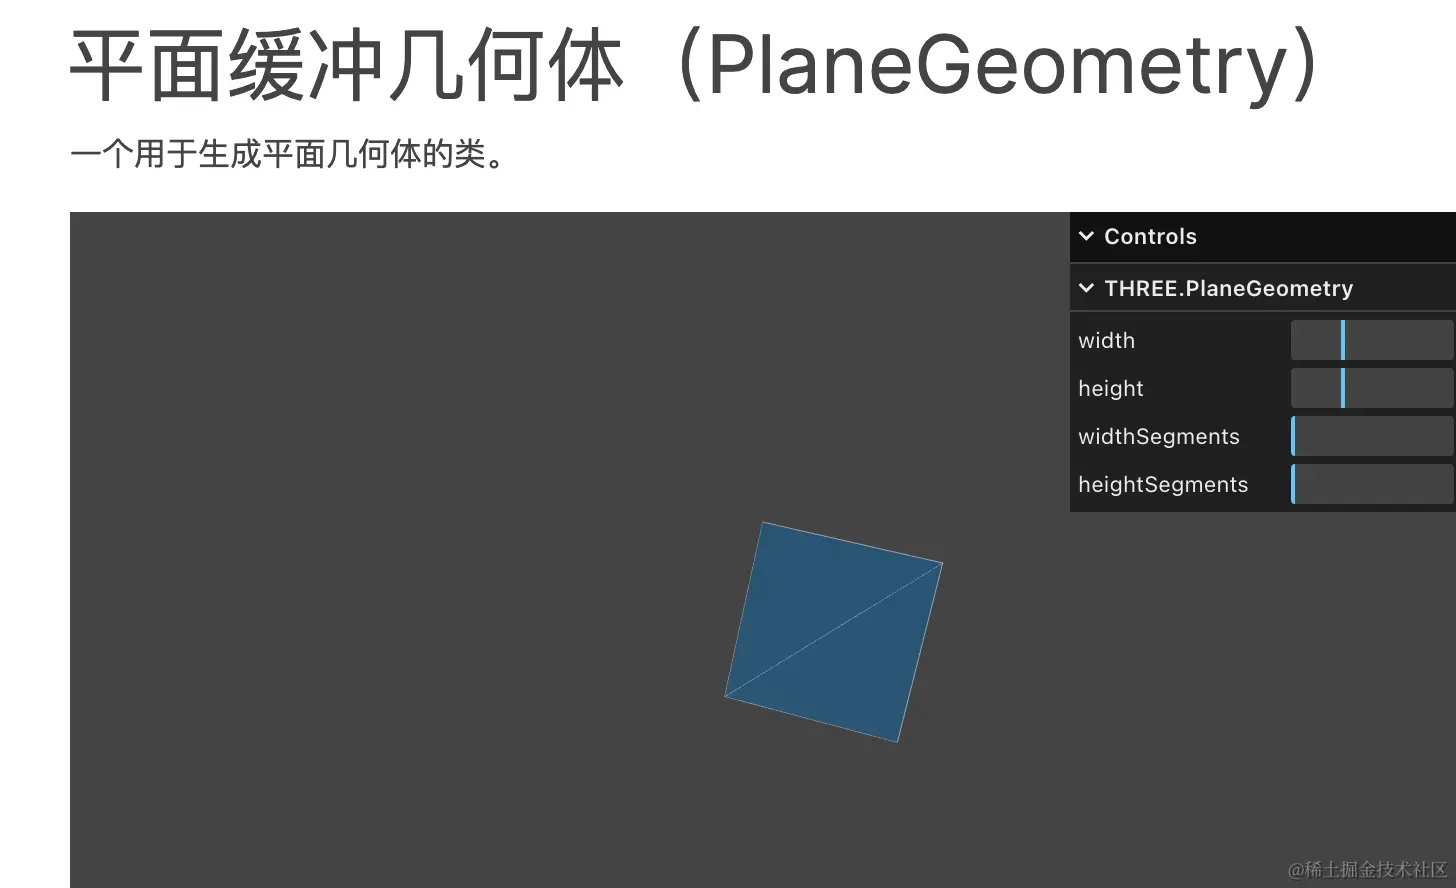 平面缓冲几何体（PlaneGeometry）
一个用于生成平面几何体的类。
Controls
THREE.PlaneGeometry
width
height
widthSegments
heightSegments
@稀土掘金技术社区